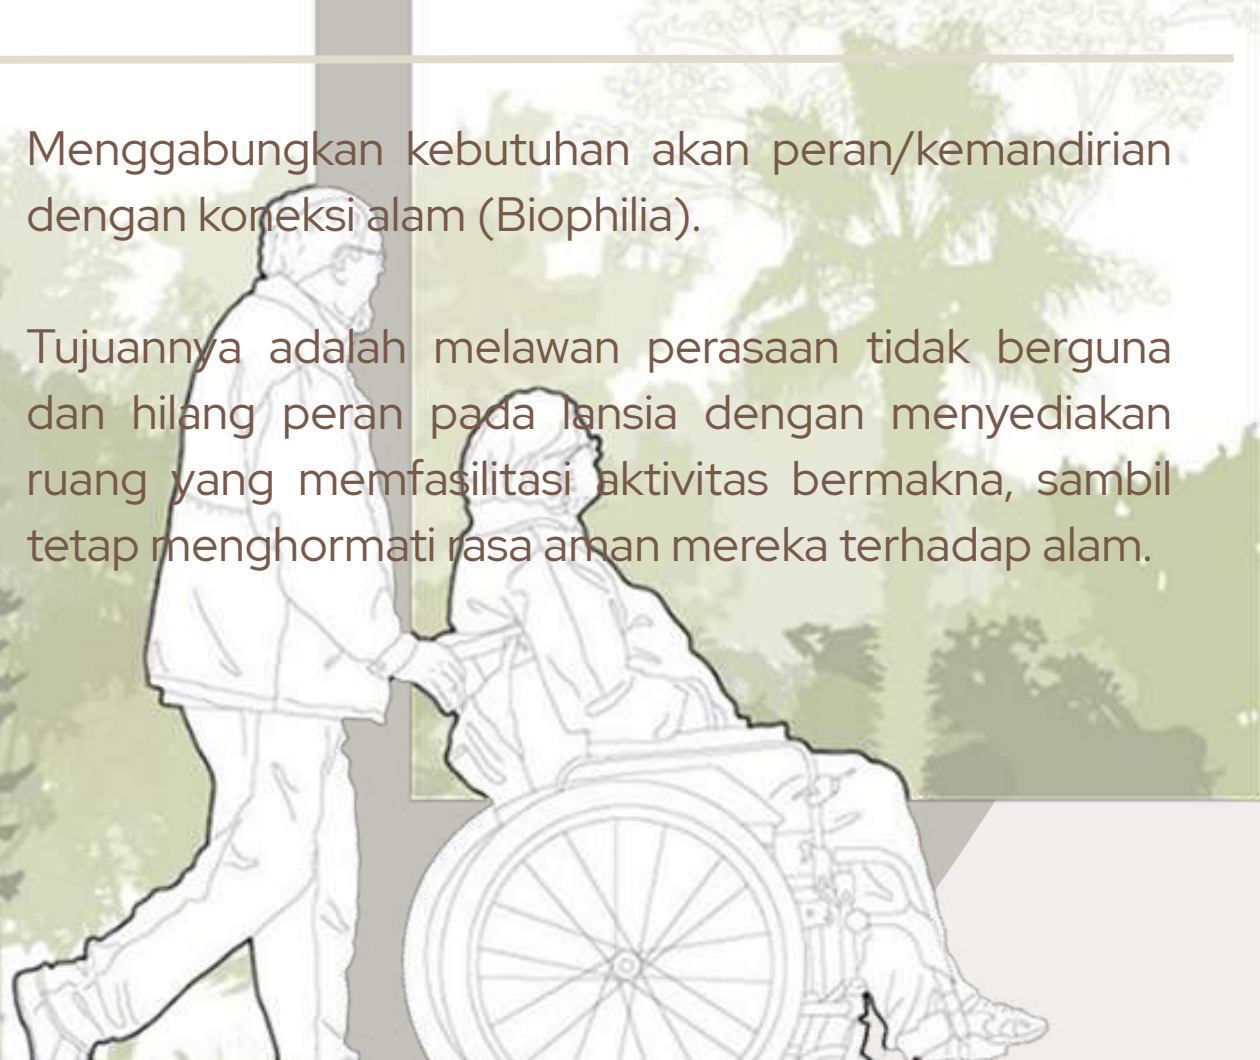 Menggabungkan kebutuhan akan peran/kemandirian
dengan koneksi alam (Biophilia).
Tujuannya adalah melawan perasaan tidak berguna
dan hilang peran pada lansia dengan menyediakan
ruang yang memfasilitasi aktivitas bermakna, sambil
tetap menghormati rasa aman mereka terhadap alam.